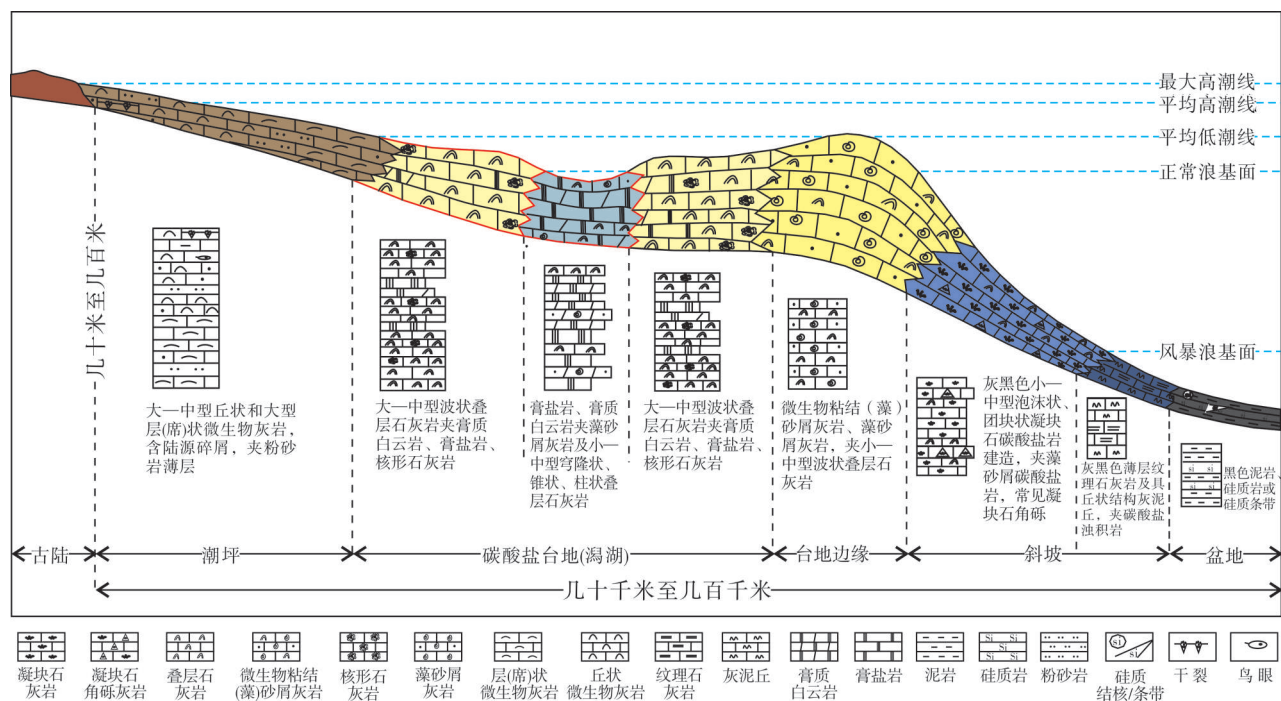 最大高潮线
平均高潮线
平均低潮线
正常浪基面
风暴浪基面
几十米至几百米
大—中型丘状和大型
层(席)状微生物灰岩,
含陆源碎屑，夹粉砂
岩薄层
大—中型波状叠
层石灰岩夹膏质
白云岩、膏盐岩、
核形石灰岩
膏盐岩、膏质
白云岩夹藻砂
屑灰岩及小—
中型穹隆状、
锥状、柱状叠
层石灰岩
大—中型波状叠
层石灰岩夹膏质
白云岩、膏盐岩、
核形石灰岩
微生物粘结（藻）
砂屑灰岩、藻砂
屑灰岩，夹小—
中型波状叠层石
灰岩
灰黑色小—
中型泡沫状、
团块状凝块
石碳酸盐岩
建造，夹藻
砂屑碳酸盐
岩，常见凝
块石角砾
灰黑色薄层纹
理石灰岩及具
丘状结构灰泥
丘，夹碳酸盐
浊积岩
si si
si si
黑色泥岩、
硅质岩或
硅质条带
古陆
潮坪
碳酸盐台地(潟湖)
台地边缘
斜坡
盆地
几十千米至几百千米
凝块石
灰岩
凝块石
角砾灰岩
叠层石
灰岩
微生物粘结
(藻)砂屑灰岩
核形石
灰岩
藻砂屑
灰岩
层(席)状
微生物灰岩
丘状
微生物灰岩
纹理石
灰岩
灰泥丘
膏质
白云岩
膏盐岩
泥岩
Si Si
Si
Si Si
硅质岩
粉砂岩
si
si
硅质
结核/条带
干裂
鸟眼